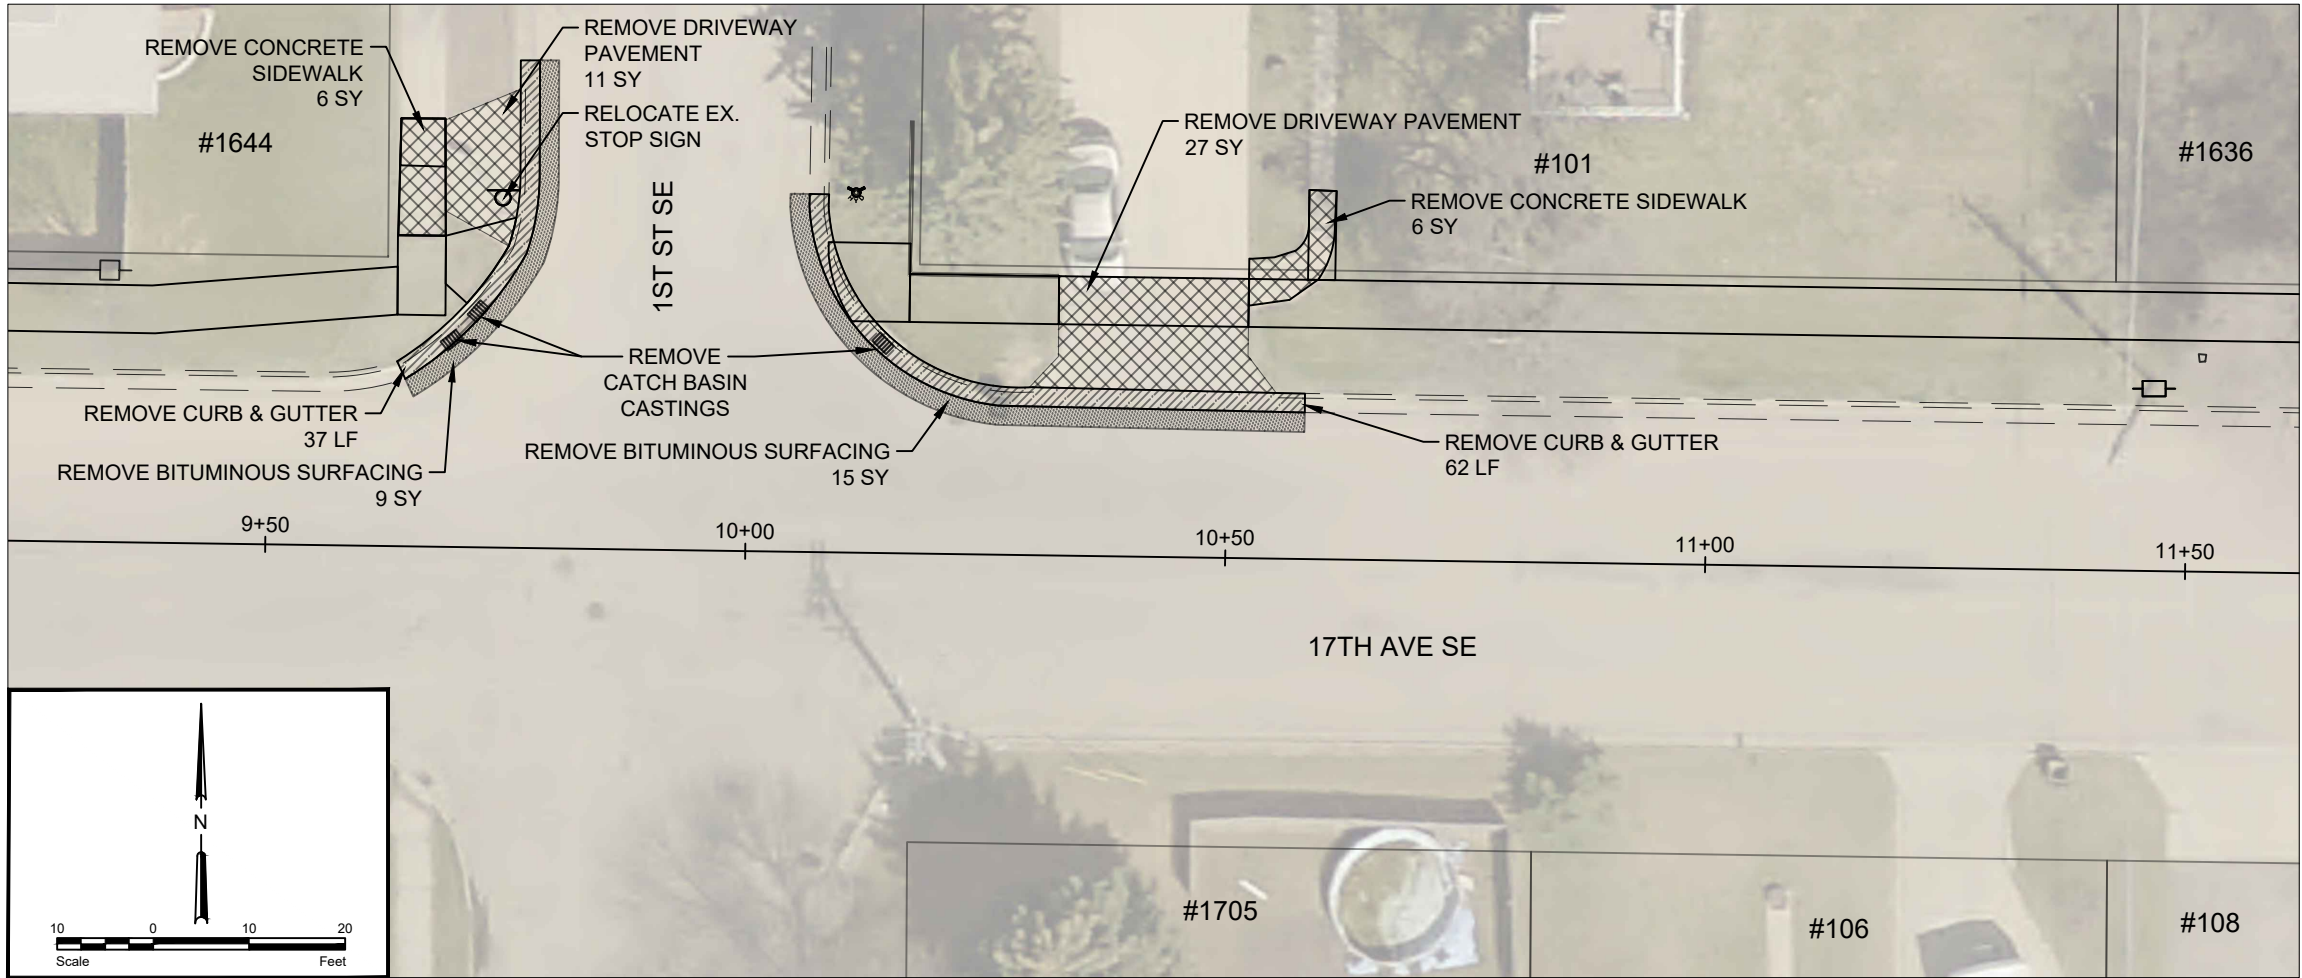 REMOVE CONCRETE
SIDEWALK
6 SY
REMOVE DRIVEWAY
PAVEMENT
11 SY
RELOCATE EX.
STOP SIGN
#1644
1ST ST SE
REMOVE DRIVEWAY PAVEMENT
27 SY
#101
#1636
REMOVE CONCRETE SIDEWALK
6 SY
REMOVE
CATCH BASIN
CASTINGS
REMOVE CURB & GUTTER
37 LF
REMOVE BITUMINOUS SURFACING
9 SY
REMOVE BITUMINOUS SURFACING
15 SY
REMOVE CURB & GUTTER
62 LF
9+50
10+00
10+50
11+00
11+50
17TH AVE SE
N
10 0 10 20
Scale Feet
#1705
#106
#108